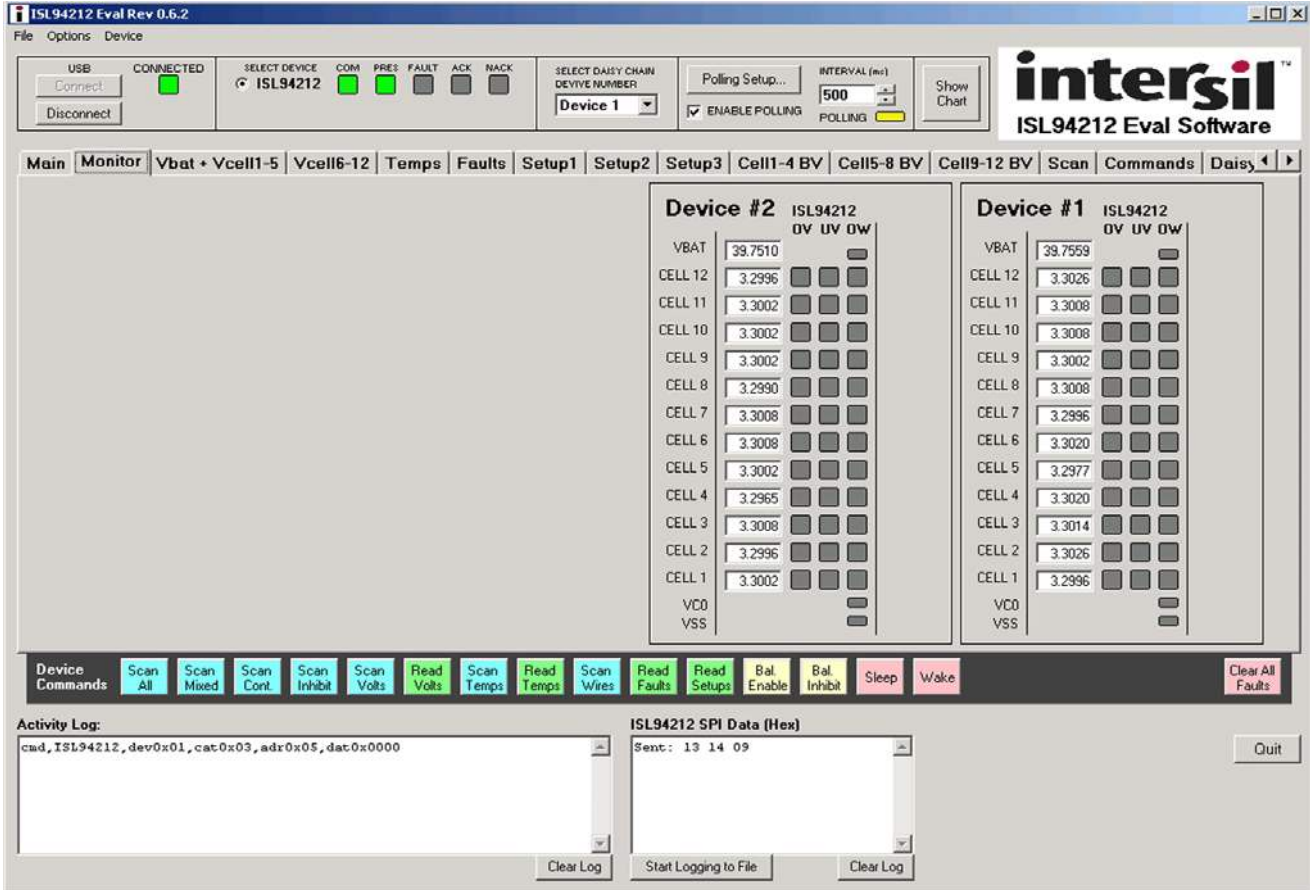 ISL94212 Eval Rev 0.6.2
File Options Device
USB CONNECTED
Connect
Disconnect
SELECT DEVICE COM PRES FAULT ACK NACK
ISL94212
SELECT DAISY CHAIN
DEVIVE NUMBER
Device 1
Polling Setup...
ENABLE POLLING
INTERVAL (ms)
500
POLLING
Show
Chart
intersil™
ISL94212 Eval Software
Main Monitor Vbat + Vcell1-5 Vcell6-12 Temps Faults Setup1 Setup2 Setup3 Cell1-4 BV Cell5-8 BV Cell9-12 BV Scan Commands Daisy
Device #2 ISL94212
OV UV OW
VBAT 39.7510
CELL 12 3.2996
CELL 11 3.3002
CELL 10 3.3002
CELL 9 3.3002
CELL 8 3.2990
CELL 7 3.3008
CELL 6 3.3008
CELL 5 3.3002
CELL 4 3.2965
CELL 3 3.3008
CELL 2 3.2996
CELL 1 3.3002
VC0
VSS
Device #1 ISL94212
OV UV OW
VBAT 39.7559
CELL 12 3.3026
CELL 11 3.3008
CELL 10 3.3008
CELL 9 3.3002
CELL 8 3.3008
CELL 7 3.2996
CELL 6 3.3020
CELL 5 3.2977
CELL 4 3.3020
CELL 3 3.3014
CELL 2 3.3026
CELL 1 3.2996
VC0
VSS
Device
Commands
Scan
All
Scan
Mixed
Scan
Cont.
Scan
Inhibit
Scan
Volts
Read
Volts
Scan
Temps
Read
Temps
Scan
Wires
Read
Faults
Read
Setups
Bal.
Enable
Bal.
Inhibit
Sleep
Wake
Clear All
Faults
Activity Log:
cmd,ISL94212,dev0x01,cat0x03,adr0x05,dat0x0000
Clear Log
ISL94212 SPI Data (Hex)
Sent: 13 14 09
Start Logging to File
Clear Log
Quit